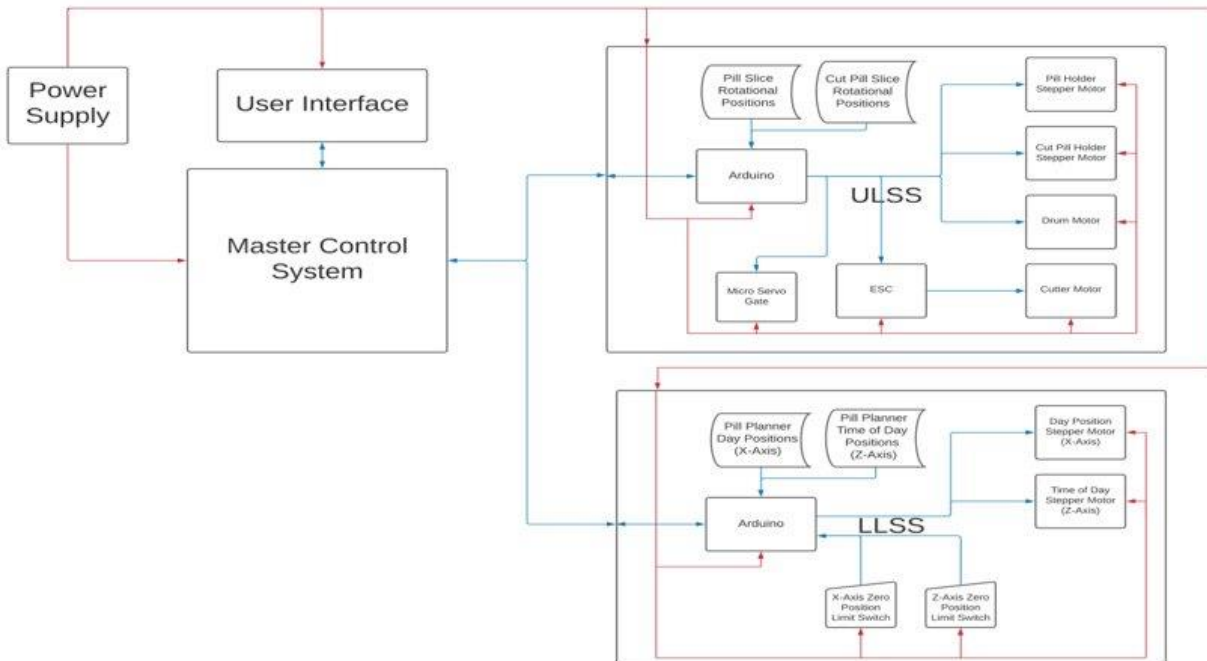 Power
Supply
User Interface
Master Control
System
Pill Slice
Rotational
Positions
Cut Pill Slice
Rotational
Positions
Arduino
ULSS
Micro Servo
Gate
ESC
Pill Holder
Stepper Motor
Cut Pill Holder
Stepper Motor
Drum Motor
Cutter Motor
Pill Planner
Day Positions
(X-Axis)
Pill Planner
Time of Day
Positions
(Z-Axis)
Arduino
LLSS
X-Axis Zero
Position
Limit Switch
Z-Axis Zero
Position
Limit Switch
Day Position
Stepper Motor
(X-Axis)
Time of Day
Stepper Motor
(Z-Axis)